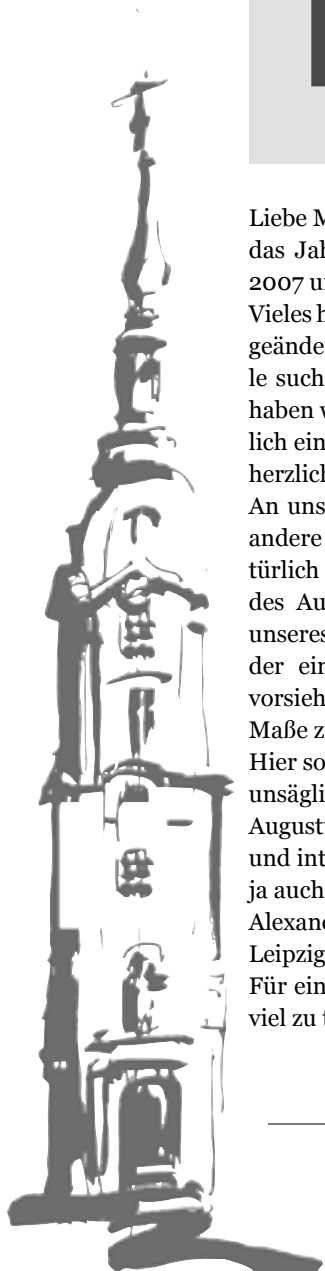 Liebe M
das Jah
2007 u
Vieles h
geände
le such
haben v
lich ein
herzlich
An uns
andere
türlich
des Au
unseres
der ein
vorsieh
Maße z
Hier so
unsägli
August
und int
ja auch
Alexand
Leipzig
Für ein
viel zu t